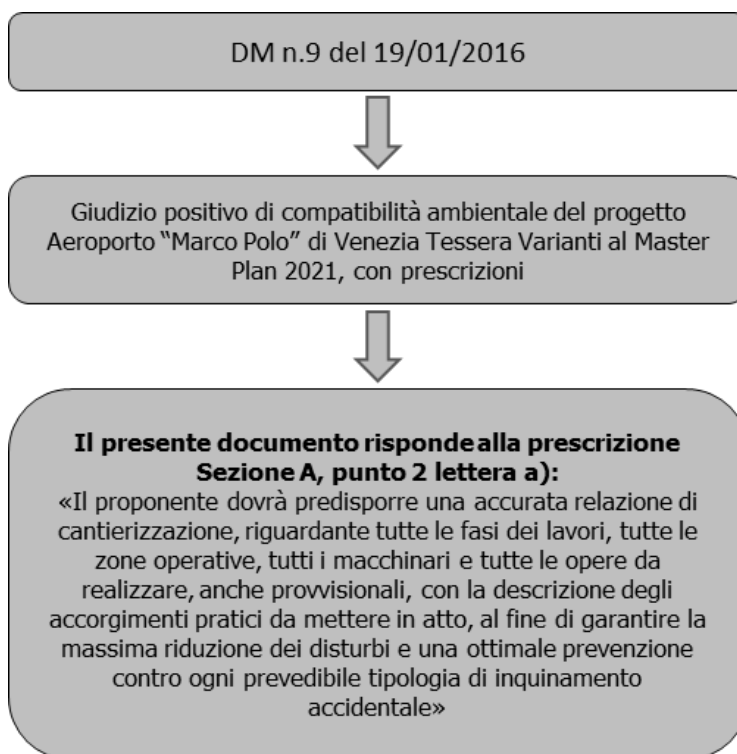 DM n.9 del 19/01/2016
Giudizio positivo di compatibilità ambientale del progetto
Aeroporto “Marco Polo” di Venezia Tessera Varianti al Master
Plan 2021, con prescrizioni
Il presente documento risponde alla prescrizione
Sezione A, punto 2 lettera a):
«Il proponente dovrà predisporre una accurata relazione di
cantierizzazione, riguardante tutte le fasi dei lavori, tutte le
zone operative, tutti i macchinari e tutte le opere da
realizzare, anche provvisionali, con la descrizione degli
accorgimenti pratici da mettere in atto, al fine di garantire la
massima riduzione dei disturbi e una ottimale prevenzione
contro ogni prevedibile tipologia di inquinamento
accidentale»